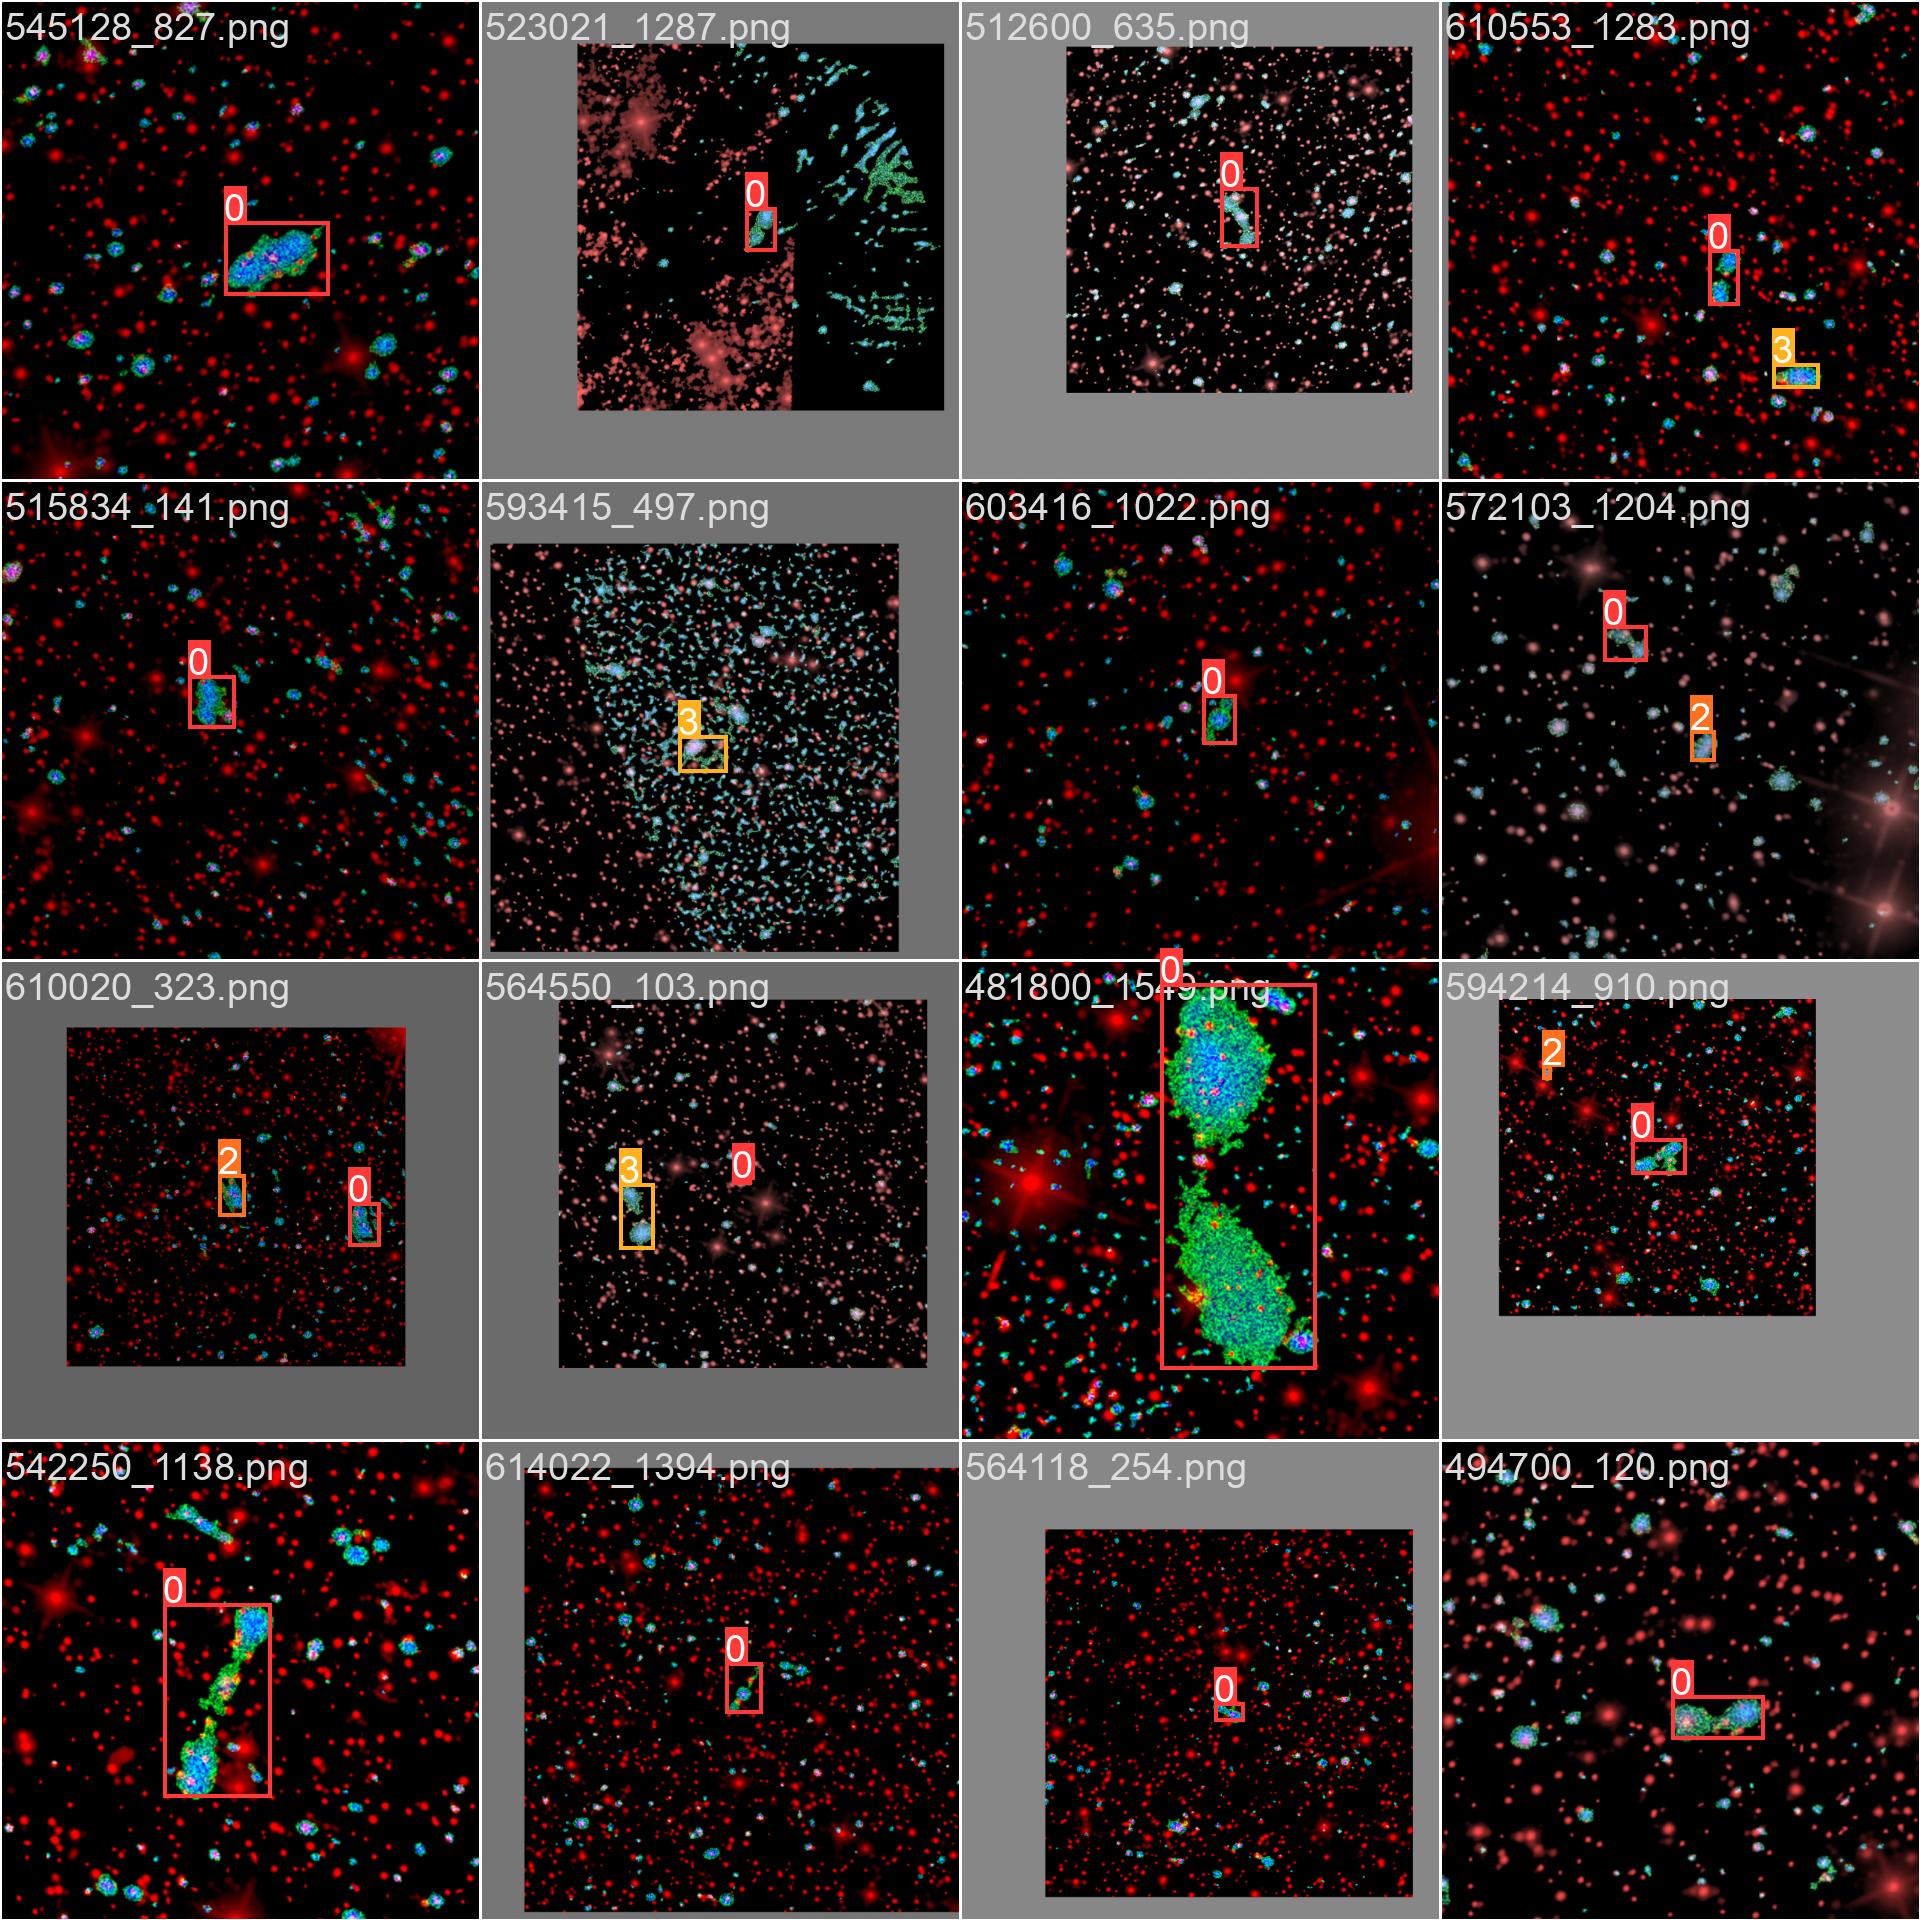 545128_827.png
523021_1287.png
512600_635.png
610553_1283.png
0
0
0
0
3
515834_141.png
593415_497.png
603416_1022.png
572103_1204.png
0
3
0
0
2
610020_323.png
564550_103.png
481800_1549.png
594214_910.png
2
0
3
0
0
2
0
542250_1138.png
614022_1394.png
564118_254.png
494700_120.png
0
0
0
0